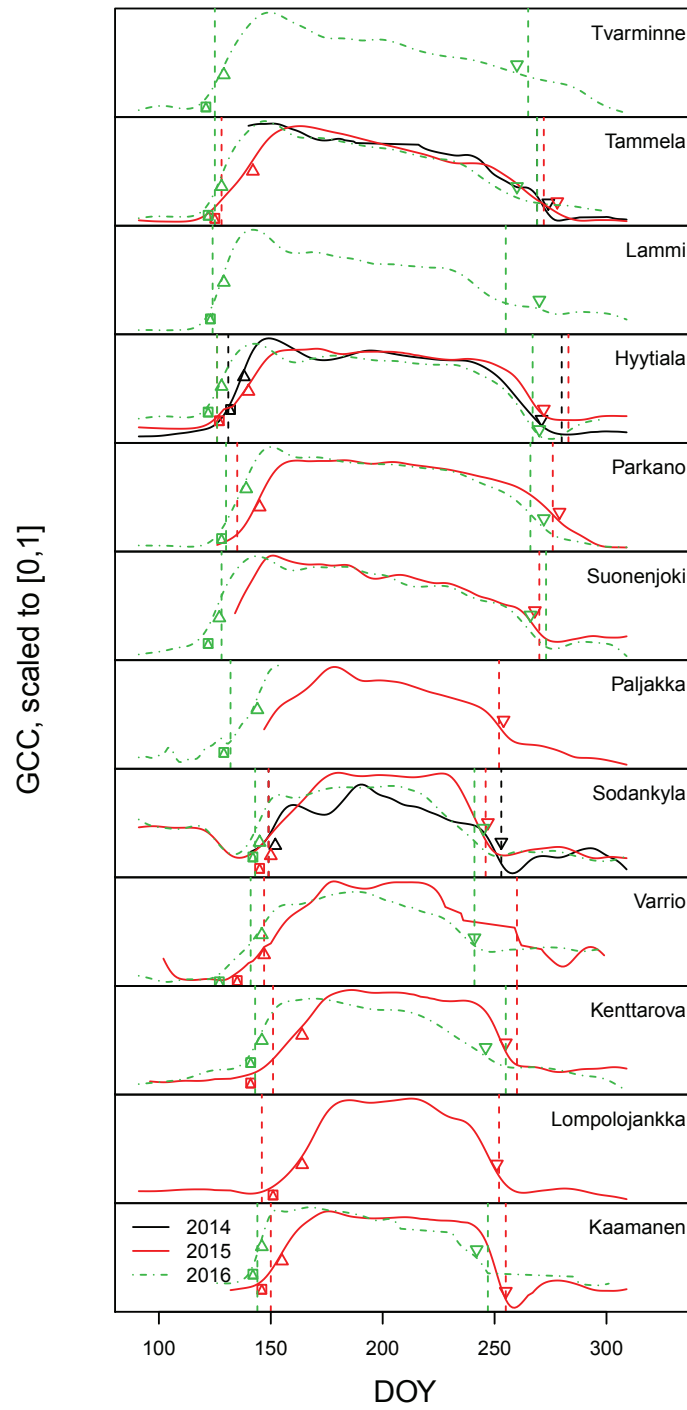 Tvarminne
Tammela
Lammi
Hyytiala
Parkano
Suonenjoki
Paljakka
Sodankyla
Varrio
Kenttarova
Lompolojankka
Kaamanen
2014
2015
2016
GCC, scaled to [0,1]
100 150 200 250 300
DOY